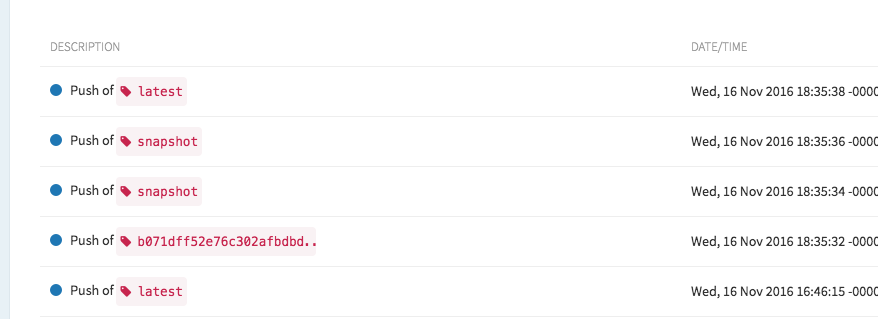 DESCRIPTION DATE/TIME
Push of latest Wed, 16 Nov 2016 18:35:38 -0000
Push of snapshot Wed, 16 Nov 2016 18:35:36 -0000
Push of snapshot Wed, 16 Nov 2016 18:35:34 -0000
Push of b071dff52e76c302afbdbd.. Wed, 16 Nov 2016 18:35:32 -0000
Push of latest Wed, 16 Nov 2016 16:46:15 -0000